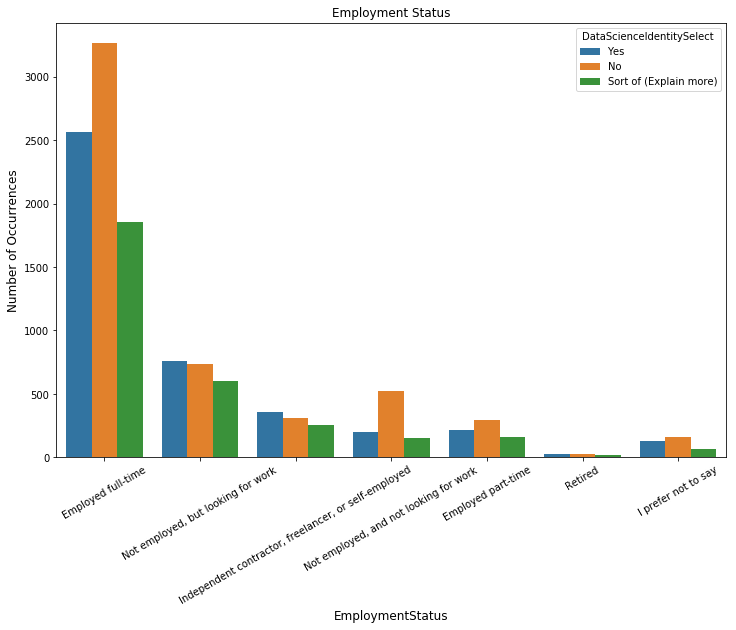 Employment Status
DataScienceIdentitySelect
Yes
No
Sort of (Explain more)
Number of Occurrences
3000
2500
2000
1500
1000
500
0
Employed full-time
Not employed, but looking for work
Independent contractor, freelancer, or self-employed
Not employed, and not looking for work
Employed part-time
Retired
I prefer not to say
EmploymentStatus